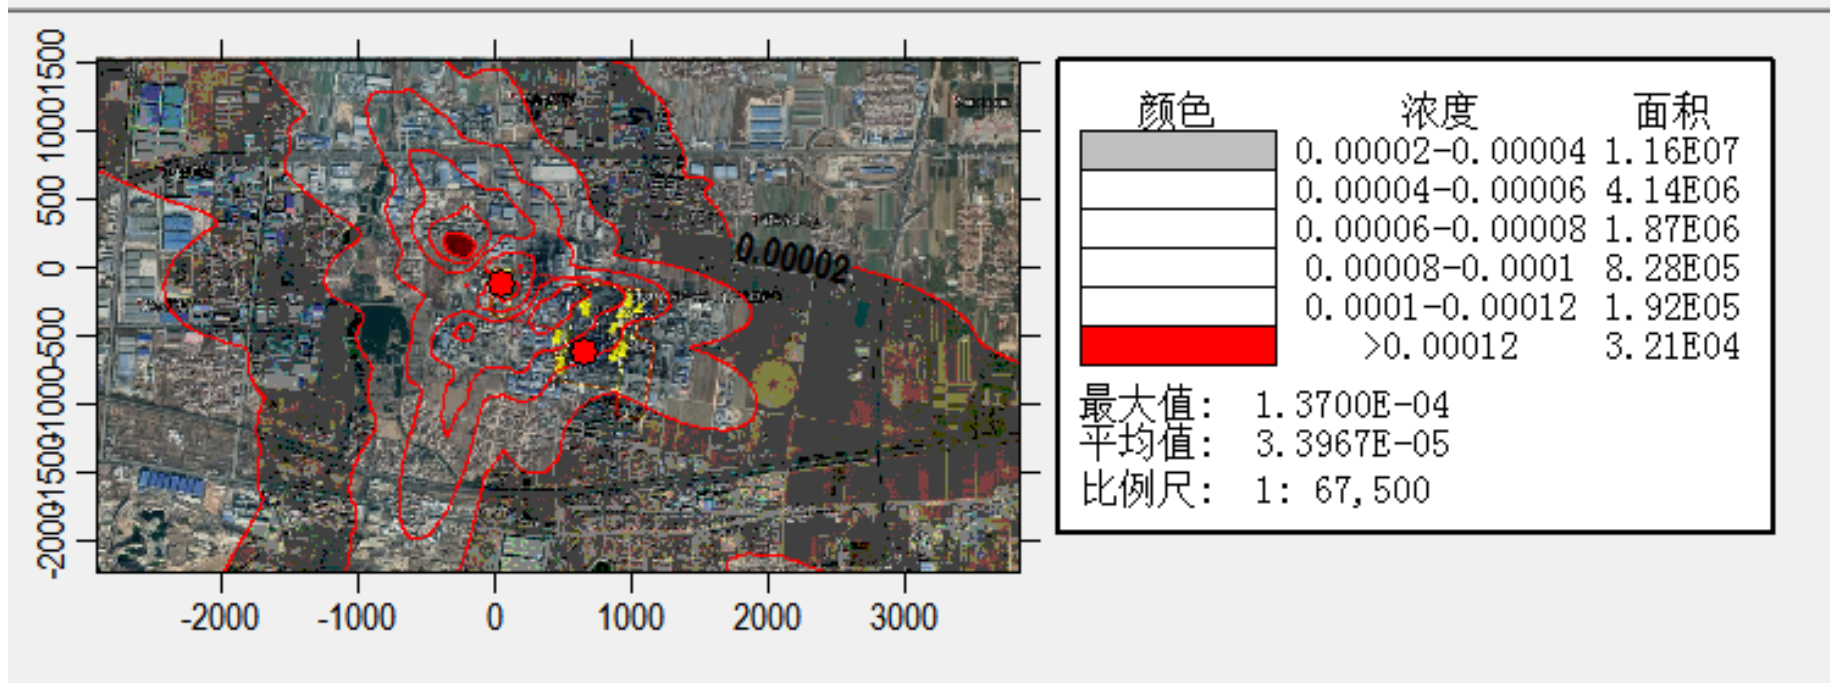 颜色 浓度 面积
0.00002-0.00004 1.16E07
0.00004-0.00006 4.14E06
0.00006-0.00008 1.87E06
0.00008-0.0001 8.28E05
0.0001-0.00012 1.92E05
>0.00012 3.21E04
最大值: 1.3700E-04
平均值: 3.3967E-05
比例尺: 1: 67,500
0.00002
1500
1000
500
0
-500
-1000
-1500
-2000
-2000 -1000 0 1000 2000 3000